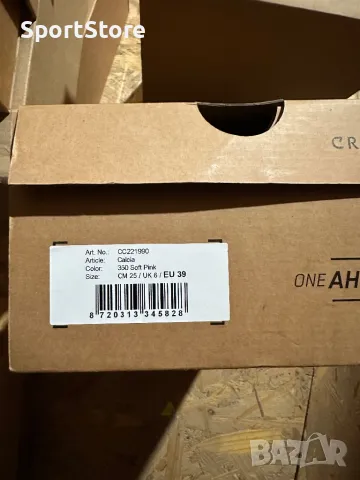 SportStore
CR
Art. No.: CC221990
Article: Calcia
Color: 350 Soft Pink
Size: CM 25 / UK 6 / EU 39
8 720313 345828
ONE AH
BAZAR
bg